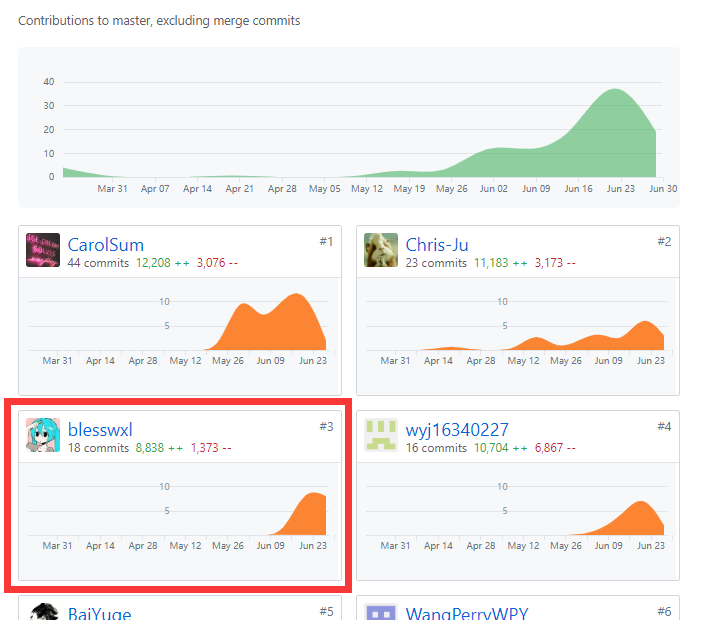 Contributions to master, excluding merge commits
40
30
20
10
0
Mar 31 Apr 07 Apr 14 Apr 21 Apr 28 May 05 May 12 May 19 May 26 Jun 02 Jun 09 Jun 16 Jun 23 Jun 30
CarolSum #1
44 commits 12,208 ++ 3,076 --
10
5
Mar 31 Apr 14 Apr 28 May 12 May 26 Jun 09 Jun 23
Chris-Ju #2
23 commits 11,183 ++ 3,173 --
10
5
Mar 31 Apr 14 Apr 28 May 12 May 26 Jun 09 Jun 23
blesswxl #3
18 commits 8,838 ++ 1,373 --
10
5
Mar 31 Apr 14 Apr 28 May 12 May 26 Jun 09 Jun 23
wyj16340227 #4
16 commits 10,704 ++ 6,867 --
10
5
Mar 31 Apr 14 Apr 28 May 12 May 26 Jun 09 Jun 23
BaiYuge #5
WangPerryWPY #6